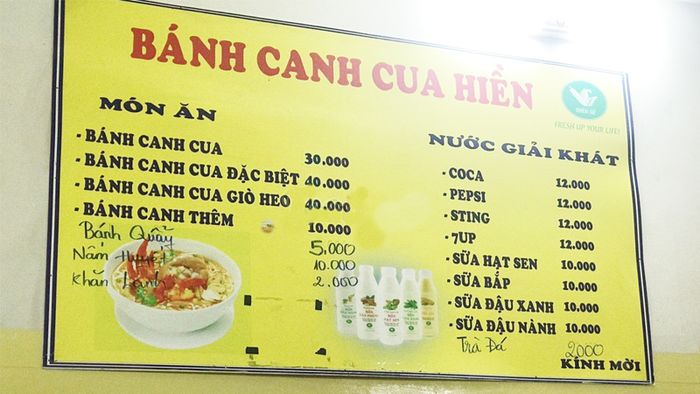 BÁNH CANH CUA HIỀN
FRESH UP YOUR LIFE!
MÓN ĂN
- BÁNH CANH CUA 30.000
- BÁNH CANH CUA ĐẶC BIỆT 40.000
- BÁNH CANH CUA GIÒ HEO 40.000
- BÁNH CANH THÊM 10.000
Bánh Quẩy 5.000
Nấm Huyết 10.000
Khăn Lạnh 2.000
NƯỚC GIẢI KHÁT
- COCA 12.000
- PEPSI 12.000
- STING 12.000
- 7UP 12.000
- SỮA HẠT SEN 10.000
- SỮA BẮP 10.000
- SỮA ĐẬU XANH 10.000
- SỮA ĐẬU NÀNH 10.000
Trà Đá 2000
KÍNH MỜI